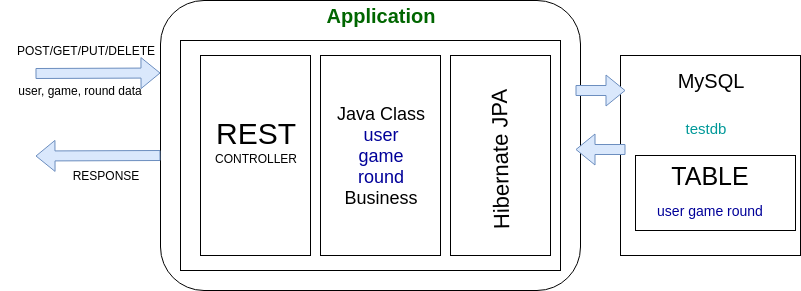 Application
POST/GET/PUT/DELETE
user, game, round data
RESPONSE
REST
CONTROLLER
Java Class
user
game
round
Business
Hibernate JPA
MySQL
testdb
TABLE
user game round